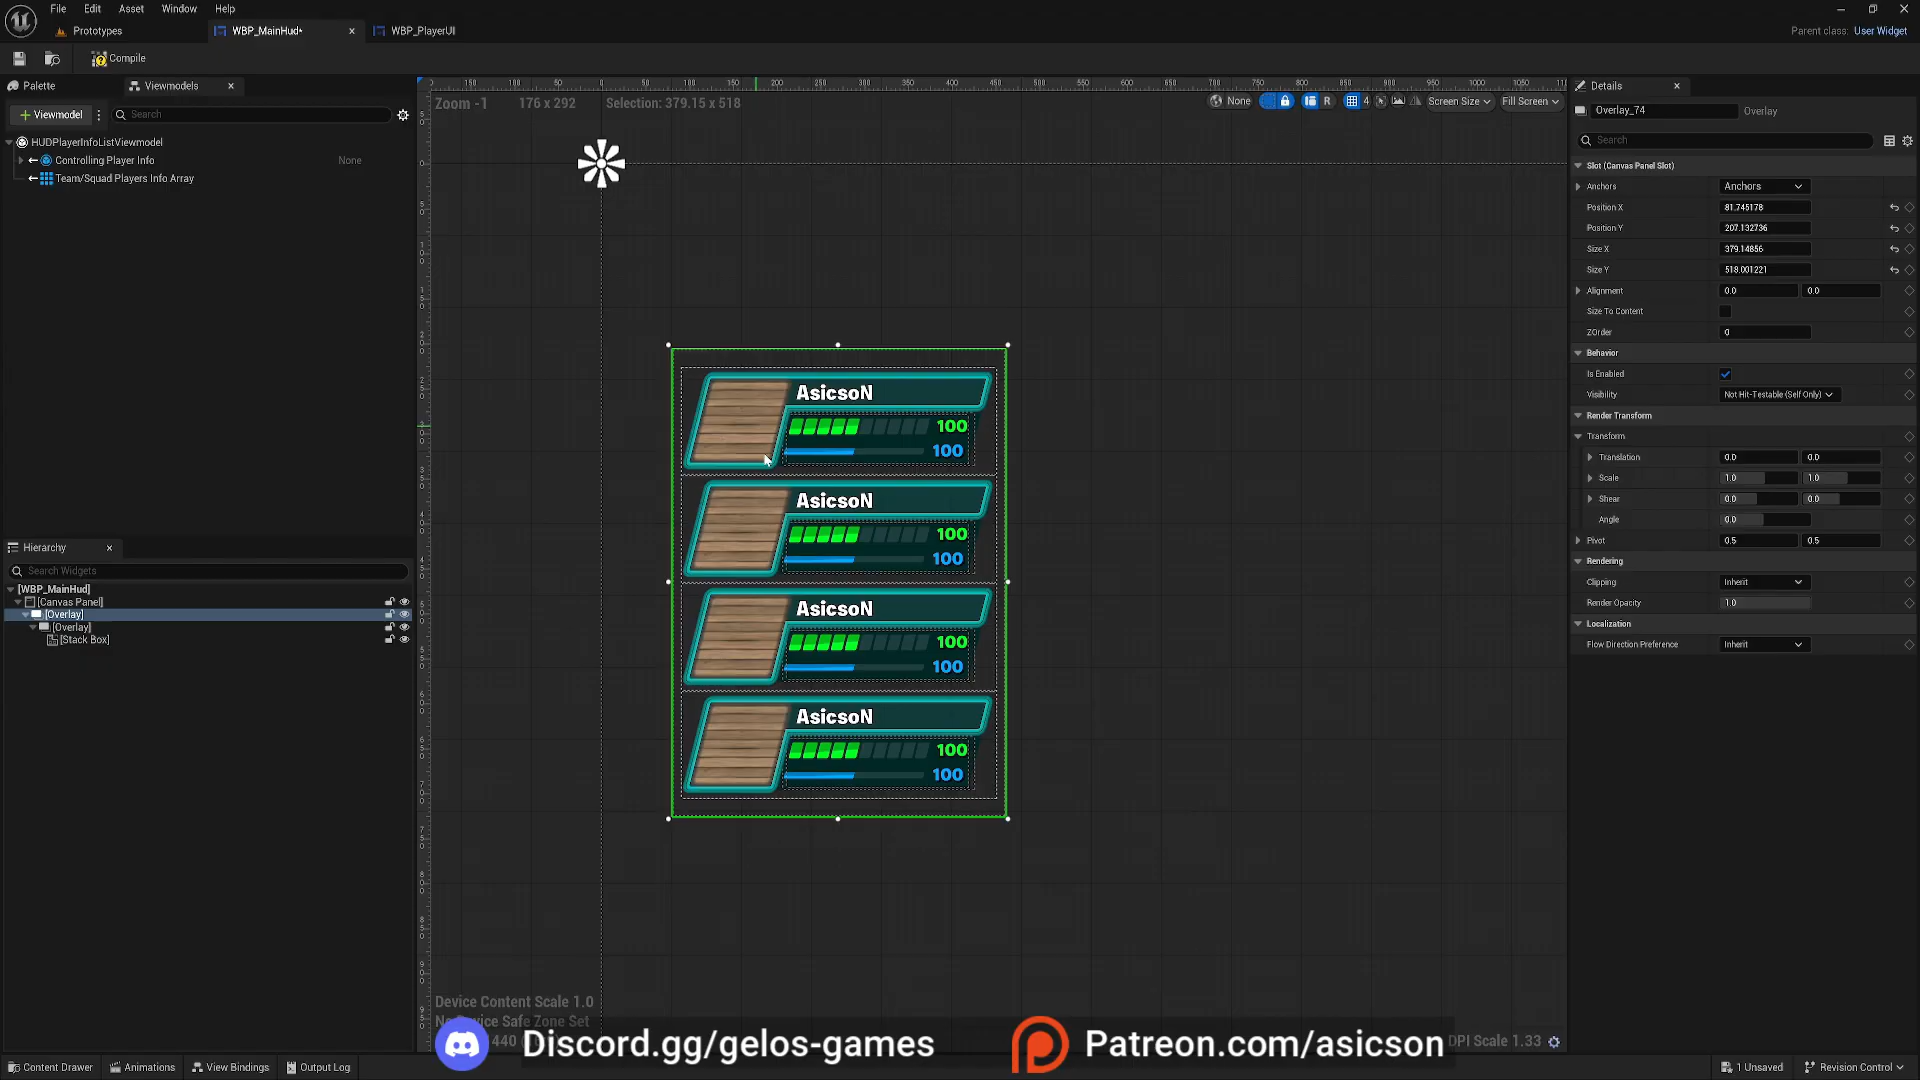 File Edit Asset Window Help
Prototypes WBP_MainHud* WBP_PlayerUI Parent class: User Widget
Compile
Palette Viewmodels Details
Zoom -1 176 x 292 Selection: 379.15 x 518 None R 4 Screen Size Fill Screen
Viewmodel Search
Overlay_74 Overlay
Search
HUDPlayerInfoListViewmodel
Controlling Player Info None
Team/Squad Players Info Array
Slot (Canvas Panel Slot)
Anchors Anchors
Position X 81.745178
Position Y 207.132736
Size X 379.14856
Size Y 518.001221
Alignment 0.0 0.0
Size To Content
ZOrder 0
Behavior
Is Enabled
Visibility Not Hit-Testable (Self Only)
Render Transform
Transform
Translation 0.0 0.0
Scale 1.0 1.0
Shear 0.0 0.0
Angle 0.0
Pivot 0.5 0.5
Rendering
Clipping Inherit
Render Opacity 1.0
Localization
Flow Direction Preference Inherit
AsicsoN
100
100
AsicsoN
100
100
AsicsoN
100
100
AsicsoN
100
100
Hierarchy
Search Widgets
[WBP_MainHud]
[Canvas Panel]
[Overlay]
[Overlay]
[Stack Box]
Device Content Scale 1.0
Device Safe Zone Set
DPI Scale 1.33
Discord.gg/gelos-games Patreon.com/asicson
Content Drawer Animations View Bindings Output Log 1 Unsaved Revision Control